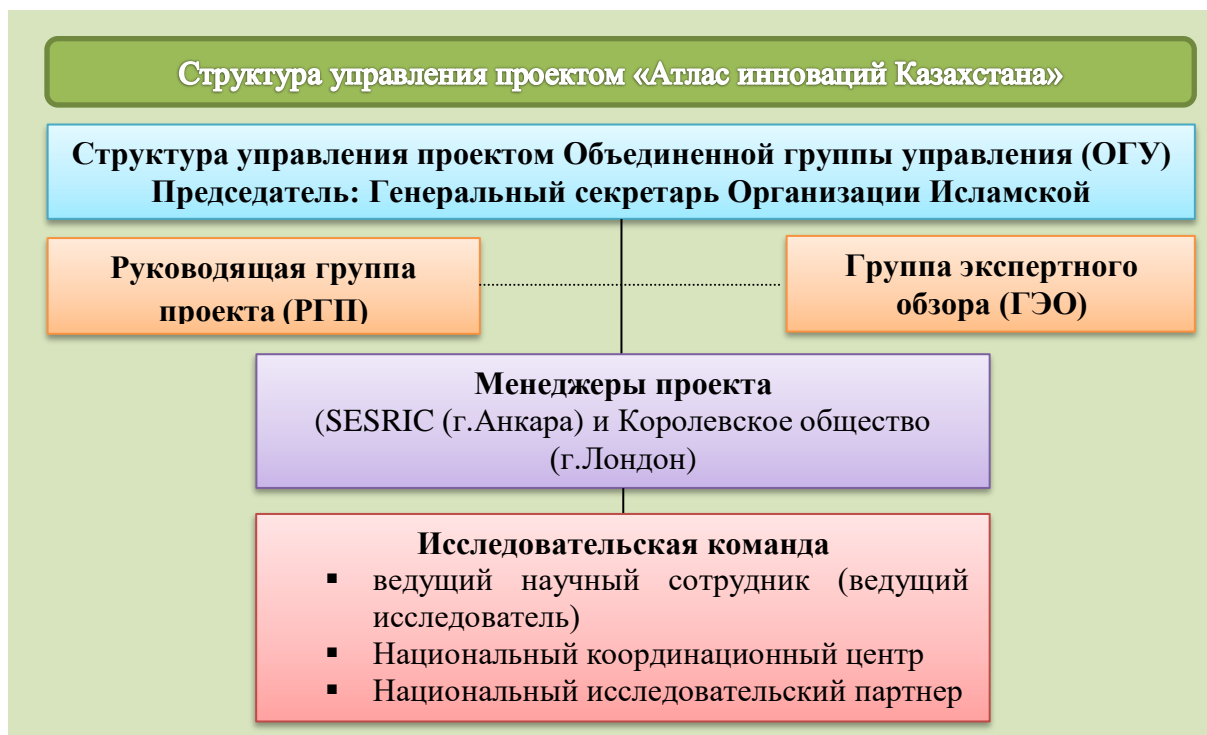 Структура управления проектом «Атлас инноваций Казахстана»
Структура управления проектом Объединенной группы управления (ОГУ)
Председатель: Генеральный секретарь Организации Исламской
Руководящая группа
проекта (РГП)
Группа экспертного
обзора (ГЭО)
Менеджеры проекта
(SESRIC (г.Анкара) и Королевское общество
(г.Лондон)
Исследовательская команда
▪ ведущий научный сотрудник (ведущий
исследователь)
▪ Национальный координационный центр
▪ Национальный исследовательский партнер